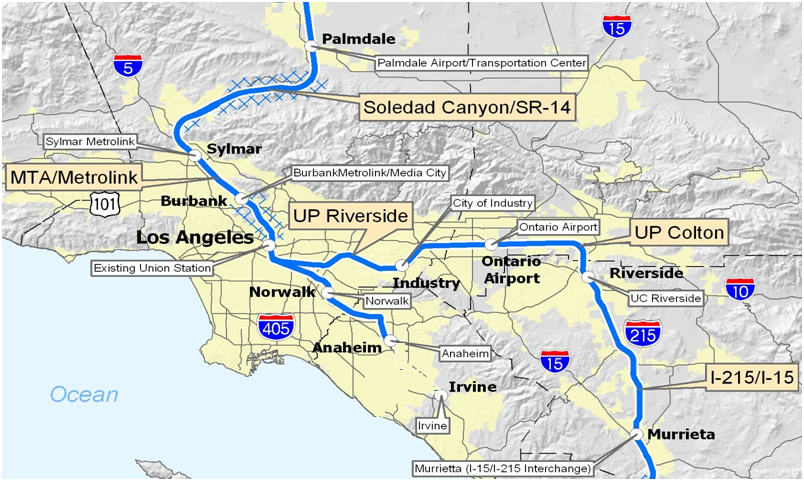 Palmdale
15
Palmdale Airport/Transportation Center
5
Soledad Canyon/SR-14
Sylmar Metrolink
Sylmar
MTA/Metrolink
BurbankMetrolink/Media City
Burbank
101
City of Industry
UP Riverside
Ontario Airport
UP Colton
Los Angeles
Existing Union Station
Ontario
Airport
Industry
Riverside
Norwalk
Norwalk
UC Riverside
10
405
215
Anaheim
Anaheim
15
I-215/I-15
Ocean
Irvine
Irvine
Murrieta
Murrietta (I-15/I-215 Interchange)